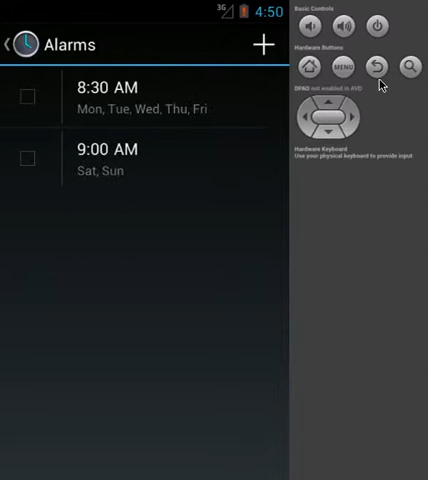 3G 4:50
Alarms
8:30 AM
Mon, Tue, Wed, Thu, Fri
9:00 AM
Sat, Sun
Basic Controls
Hardware Buttons
MENU
DPAD not enabled in AVD
Hardware Keyboard
Use your physical keyboard to provide input